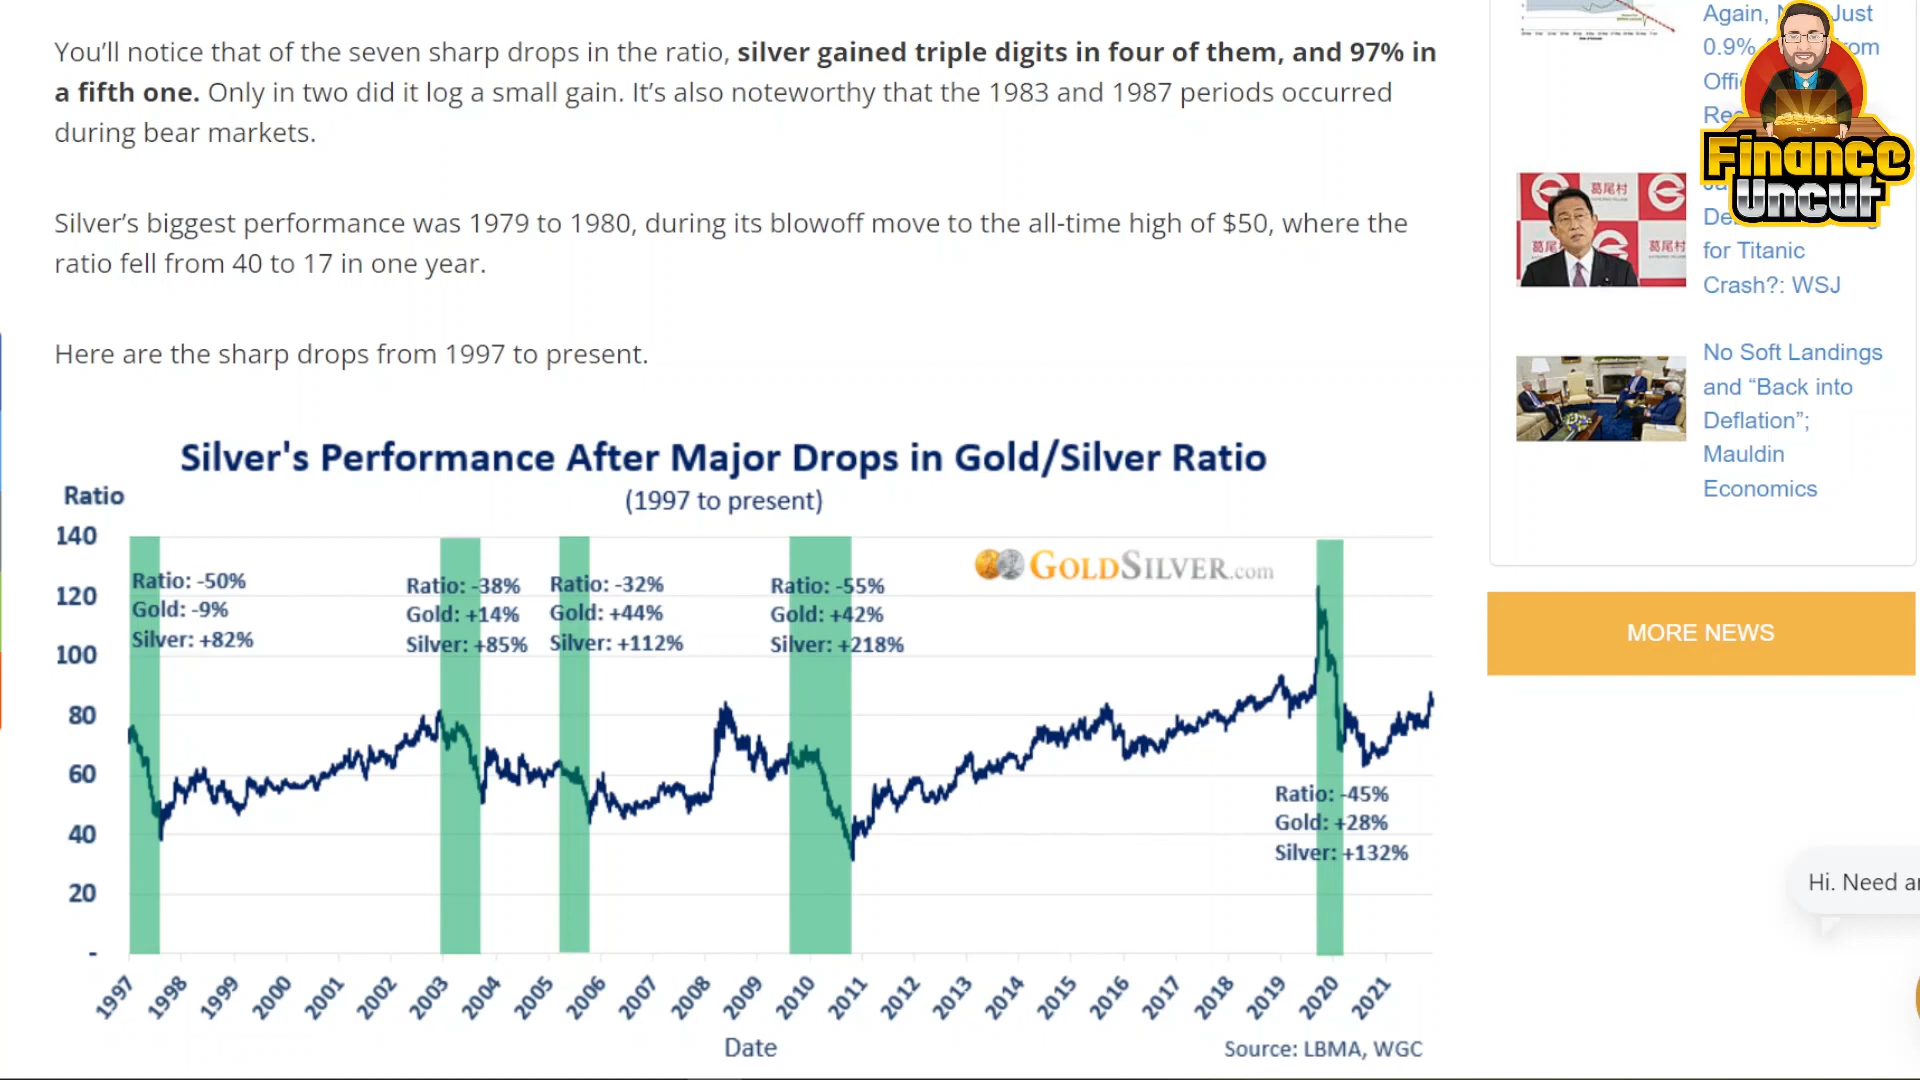 You’ll notice that of the seven sharp drops in the ratio, silver gained triple digits in four of them, and 97% in
a fifth one. Only in two did it log a small gain. It’s also noteworthy that the 1983 and 1987 periods occurred
during bear markets.
Silver’s biggest performance was 1979 to 1980, during its blowoff move to the all-time high of $50, where the
ratio fell from 40 to 17 in one year.
Here are the sharp drops from 1997 to present.
Silver's Performance After Major Drops in Gold/Silver Ratio
(1997 to present)
Ratio
140
120
100
80
60
40
20
-
GOLDSILVER.com
Ratio: -50%
Gold: -9%
Silver: +82%
Ratio: -38%
Gold: +14%
Silver: +85%
Ratio: -32%
Gold: +44%
Silver: +112%
Ratio: -55%
Gold: +42%
Silver: +218%
Ratio: -45%
Gold: +28%
Silver: +132%
1997 1998 1999 2000 2001 2002 2003 2004 2005 2006 2007 2008 2009 2010 2011 2012 2013 2014 2015 2016 2017 2018 2019 2020 2021
Date
Source: LBMA, WGC
Again, Just
0.9%
Finance
Uncut
葛尾村
for Titanic
Crash?: WSJ
No Soft Landings
and “Back into
Deflation”;
Mauldin
Economics
MORE NEWS
Hi. Need